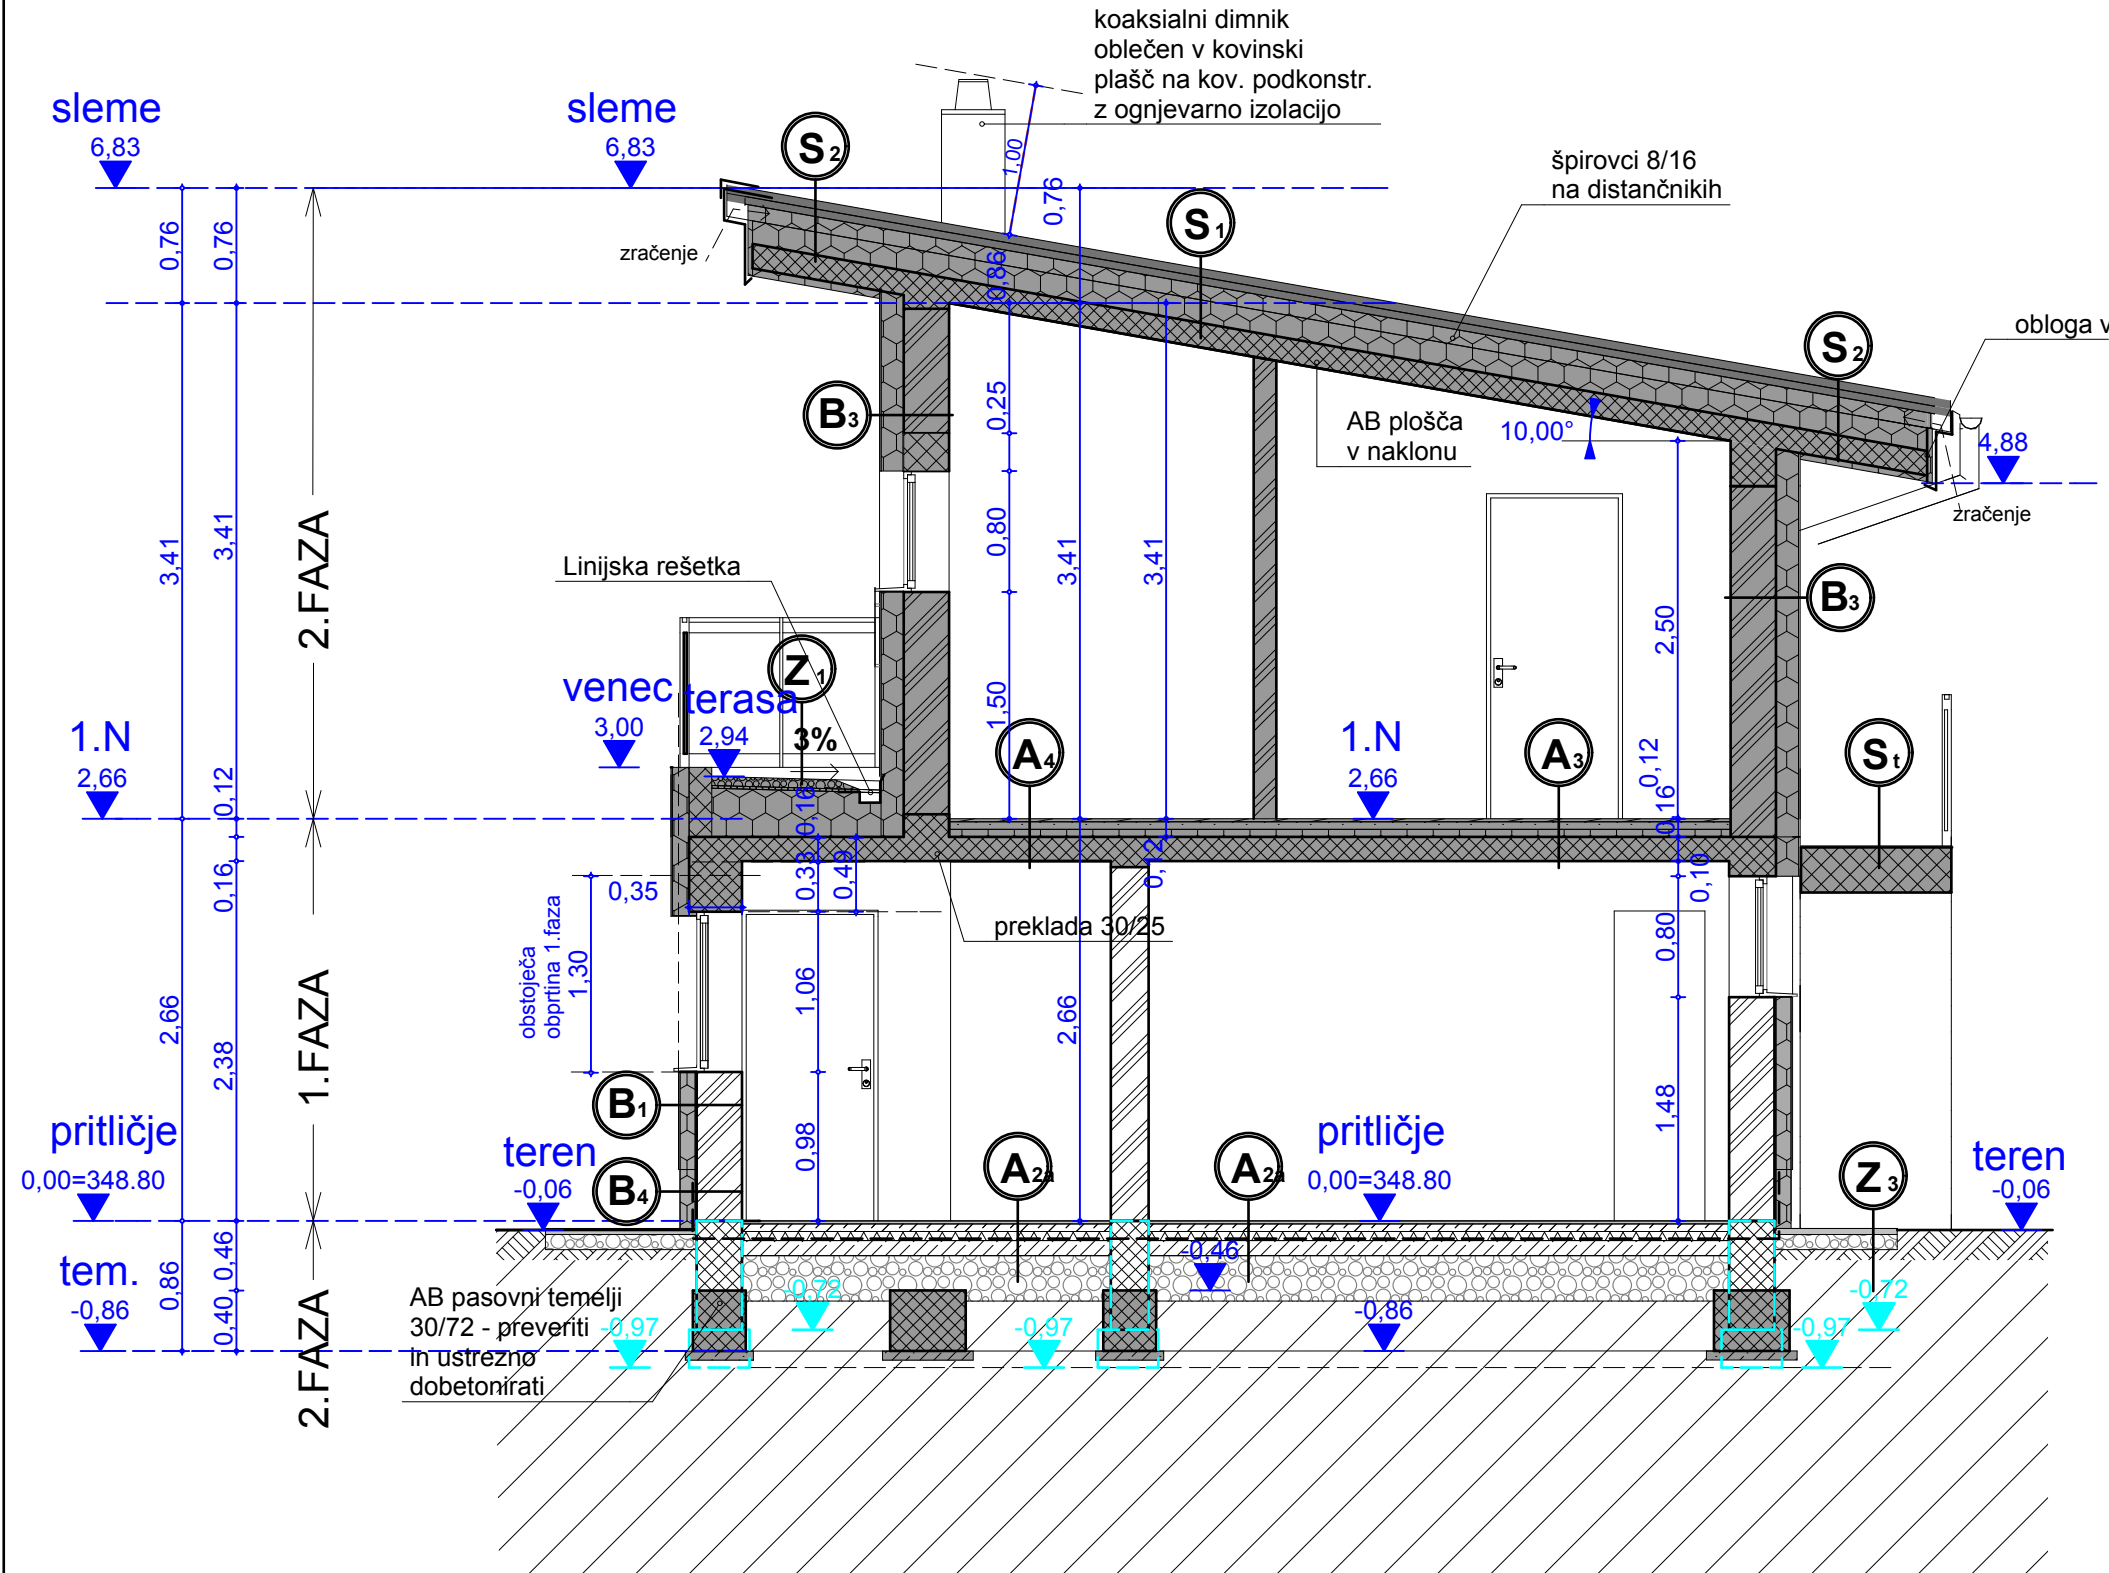 koaksialni dimnik
oblečen v kovinski
plašč na kov. podkonstr.
z ognjevarno izolacijo
sleme
6,83
sleme
6,83
S2
1,00
0,76
S1
špirovci 8/16
na distančnikih
0,76
0,76
zračenje
0,86
obloga v
S2
B3
0,25
AB plošča
v naklonu
10,00°
4,88
zračenje
2.FAZA
3,41
3,41
0,80
3,41
3,41
Linijska rešetka
B3
2,50
Z1
venec
3,00
terasa
2,94
3%
1,50
1.N
2,66
A4
1.N
2,66
A3
0,12
St
0,12
0,16
0,16
0,16
0,33
0,49
0,12
0,10
0,35
preklada 30/25
obstoječa
obprtina 1.faza
1,30
1.FAZA
2,66
2,38
1,06
2,66
0,80
B1
0,98
1,48
pritličje
0,00=348.80
teren
-0,06
B4
A2a
A2a
pritličje
0,00=348.80
Z3
teren
-0,06
tem.
-0,86
0,86
0,46
0,40
2.FAZA
AB pasovni temelji
30/72 - preveriti
in ustrezno
dobetonirati
-0,97
-0,72
-0,97
-0,46
-0,86
-0,72
-0,97